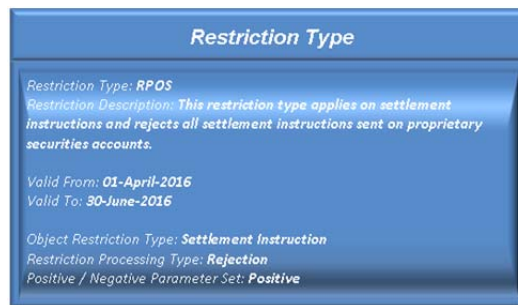 Restriction Type
Restriction Type: RPOS
Restriction Description: This restriction type applies on settlement
instructions and rejects all settlement instructions sent on proprietary
securities accounts.
Valid From: 01-April-2016
Valid To: 30-June-2016
Object Restriction Type: Settlement Instruction
Restriction Processing Type: Rejection
Positive / Negative Parameter Set: Positive